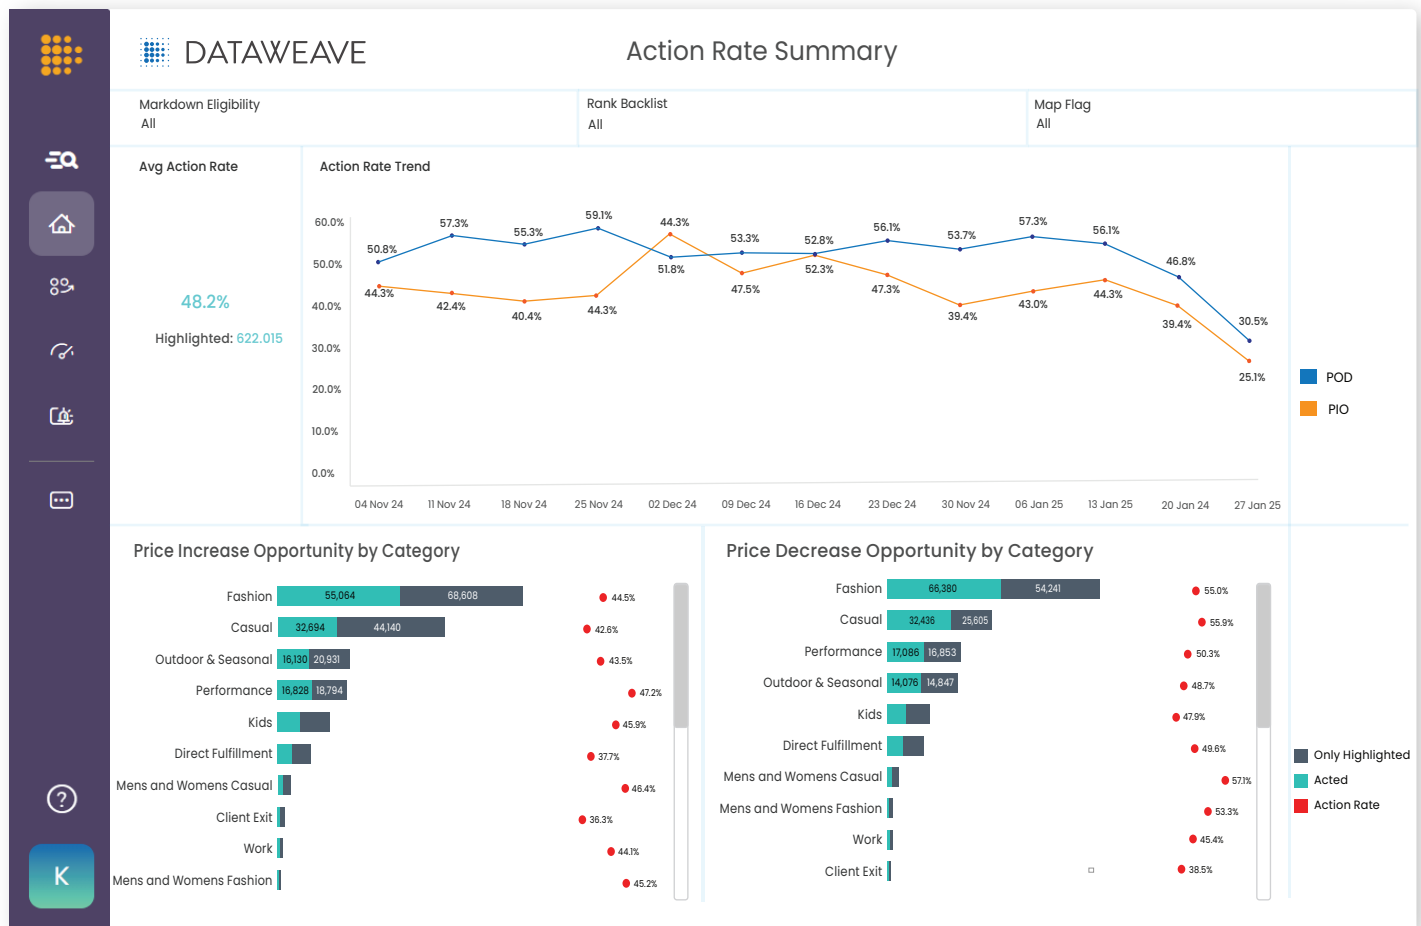 DATAWEAVE
Action Rate Summary
Markdown Eligibility
All
Rank Backlist
All
Map Flag
All
Avg Action Rate
48.2%
Highlighted: 622.015
Action Rate Trend
60.0%
50.0%
40.0%
30.0%
20.0%
10.0%
0.0%
50.8%
57.3%
55.3%
59.1%
44.3%
53.3%
52.8%
56.1%
53.7%
57.3%
56.1%
46.8%
30.5%
44.3%
42.4%
40.4%
44.3%
51.8%
47.5%
52.3%
47.3%
39.4%
43.0%
44.3%
39.4%
25.1%
04 Nov 24
11 Nov 24
18 Nov 24
25 Nov 24
02 Dec 24
09 Dec 24
16 Dec 24
23 Dec 24
30 Nov 24
06 Jan 25
13 Jan 25
20 Jan 24
27 Jan 25
POD
PIO
Price Increase Opportunity by Category
Fashion 55,064 68,608 44.5%
Casual 32,694 44,140 42.6%
Outdoor & Seasonal 16,130 20,931 43.5%
Performance 16,828 18,794 47.2%
Kids 45.9%
Direct Fulfillment 37.7%
Mens and Womens Casual 46.4%
Client Exit 36.3%
Work 44.1%
Mens and Womens Fashion 45.2%
Price Decrease Opportunity by Category
Fashion 66,380 54,241 55.0%
Casual 32,436 25,605 55.9%
Performance 17,086 16,853 50.3%
Outdoor & Seasonal 14,076 14,847 48.7%
Kids 47.9%
Direct Fulfillment 49.6%
Mens and Womens Casual 57.1%
Mens and Womens Fashion 53.3%
Work 45.4%
Client Exit 38.5%
Only Highlighted
Acted
Action Rate
?
K